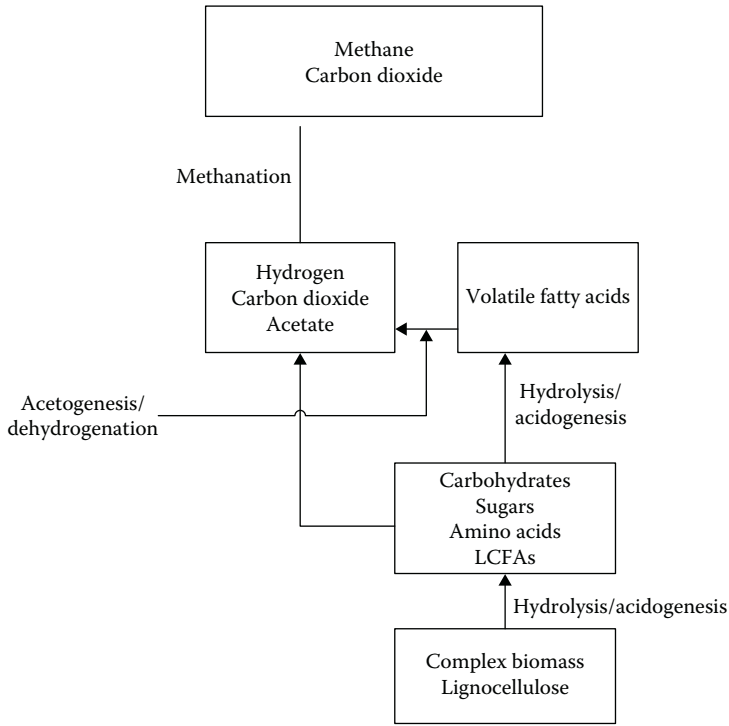 Methane
Carbon dioxide
Methanation
Hydrogen
Carbon dioxide
Acetate
Volatile fatty acids
Acetogenesis/
dehydrogenation
Hydrolysis/
acidogenesis
Carbohydrates
Sugars
Amino acids
LCFAs
Hydrolysis/acidogenesis
Complex biomass
Lignocellulose